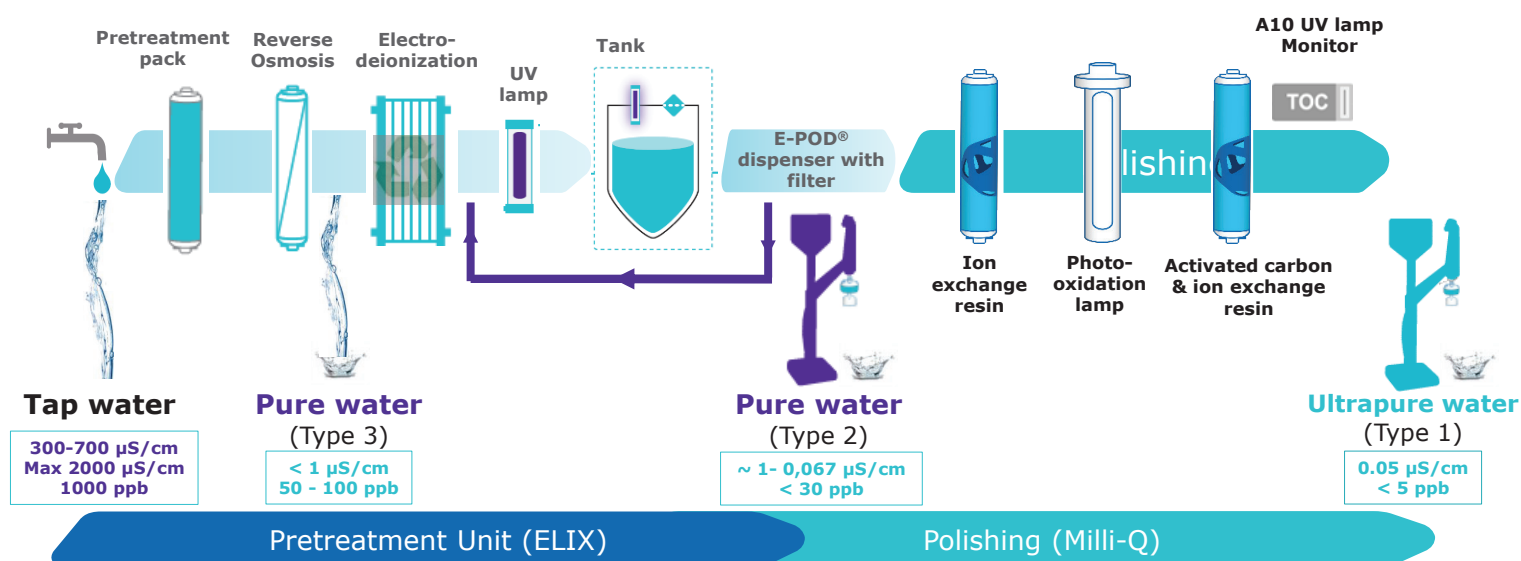 Pretreatment
pack
Reverse
Osmosis
Electro-
deionization
UV
lamp
Tank
E-POD®
dispenser with
filter
A10 UV lamp
Monitor
TOC
lishing
Ion
exchange
resin
Photo-
oxidation
lamp
Activated carbon
& ion exchange
resin
Tap water
300-700 µS/cm
Max 2000 µS/cm
1000 ppb
Pure water
(Type 3)
< 1 µS/cm
50 - 100 ppb
Pure water
(Type 2)
~ 1- 0,067 µS/cm
< 30 ppb
Ultrapure water
(Type 1)
0.05 µS/cm
< 5 ppb
Pretreatment Unit (ELIX)
Polishing (Milli-Q)